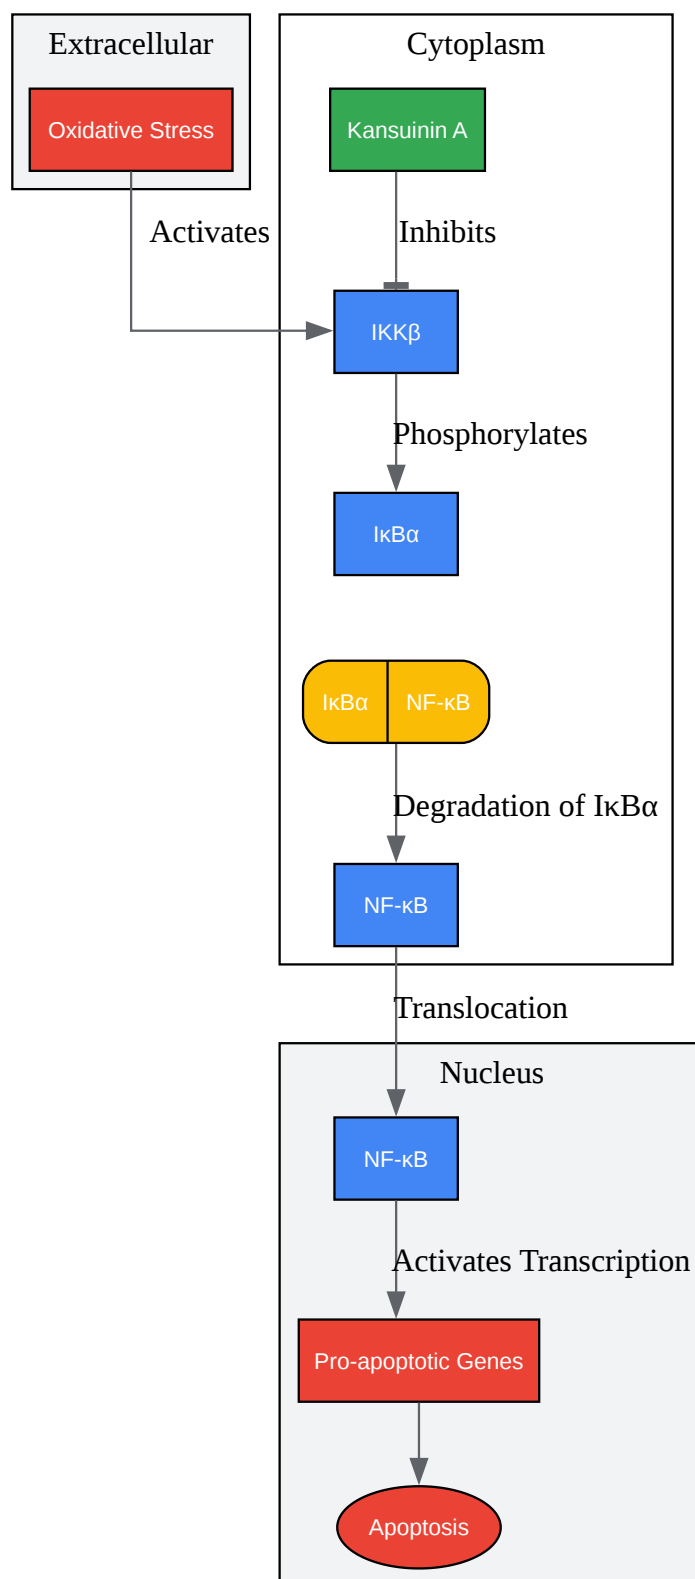 Extracellular
Cytoplasm
Oxidative Stress
Kansuinin A
Activates
Inhibits
IKKβ
Phosphorylates
IκBα
IκBα
NF-κB
Degradation of IκBα
NF-κB
Translocation
Nucleus
NF-κB
Activates Transcription
Pro-apoptotic Genes
Apoptosis